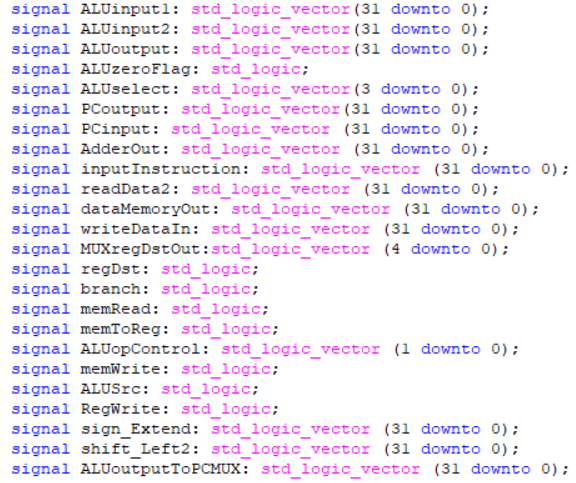 signal ALUinput1: std_logic_vector(31 downto 0);
signal ALUinput2: std_logic_vector(31 downto 0);
signal ALUoutput: std_logic_vector(31 downto 0);
signal ALUzeroFlag: std_logic;
signal ALUselect: std_logic_vector(3 downto 0);
signal PCoutput: std_logic_vector(31 downto 0);
signal PCinput: std_logic_vector (31 downto 0);
signal AdderOut: std_logic_vector (31 downto 0);
signal inputInstruction: std_logic_vector (31 downto 0);
signal readData2: std_logic_vector (31 downto 0);
signal dataMemoryOut: std_logic_vector (31 downto 0);
signal writeDataIn: std_logic_vector (31 downto 0);
signal MUXregDstOut:std_logic_vector (4 downto 0);
signal regDst: std_logic;
signal branch: std_logic;
signal memRead: std_logic;
signal memToReg: std_logic;
signal ALUopControl: std_logic_vector (1 downto 0);
signal memWrite: std_logic;
signal ALUSrc: std_logic;
signal RegWrite: std_logic;
signal sign_Extend: std_logic_vector (31 downto 0);
signal shift_Left2: std_logic_vector (31 downto 0);
signal ALUoutputToPCMUX: std_logic_vector (31 downto 0);